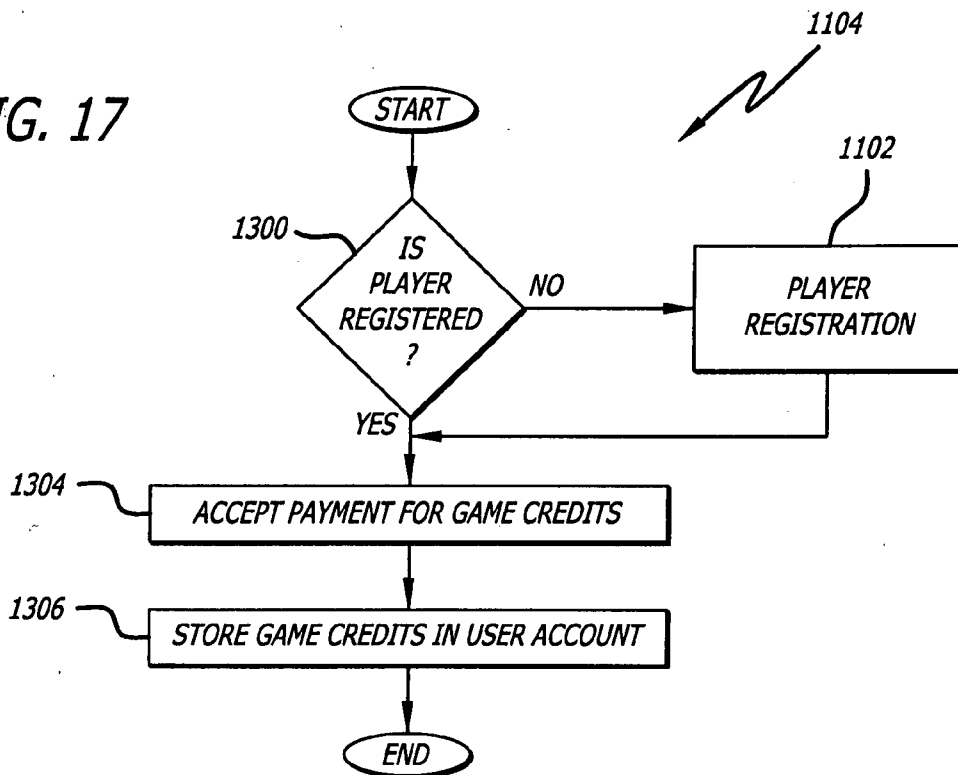 1104
G. 17
START
1102
1300
IS
PLAYER
REGISTERED
?
NO
PLAYER
REGISTRATION
YES
1304
ACCEPT PAYMENT FOR GAME CREDITS
1306
STORE GAME CREDITS IN USER ACCOUNT
END